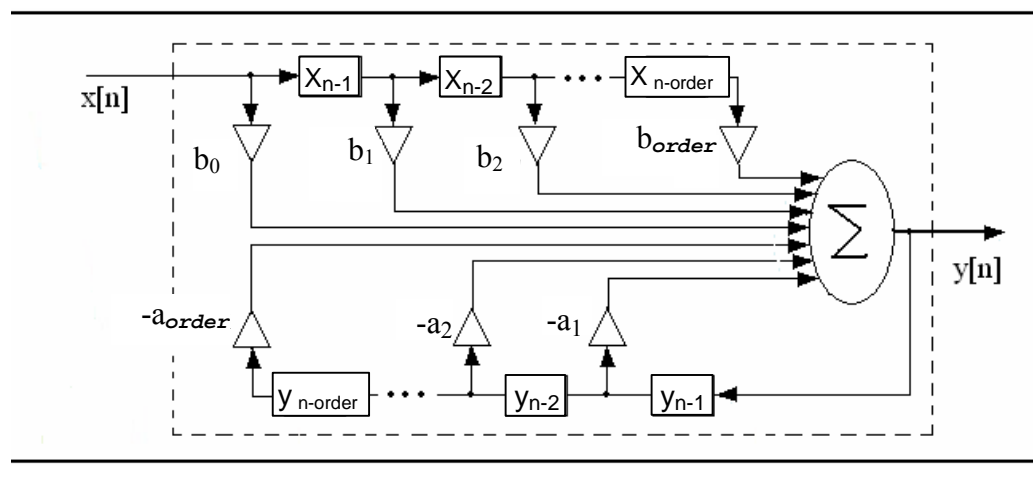 x[n]
Xn-1
Xn-2
X n-order
b0
b1
b2
border
Σ
y[n]
-aorder
-a2
-a1
y n-order
yn-2
yn-1